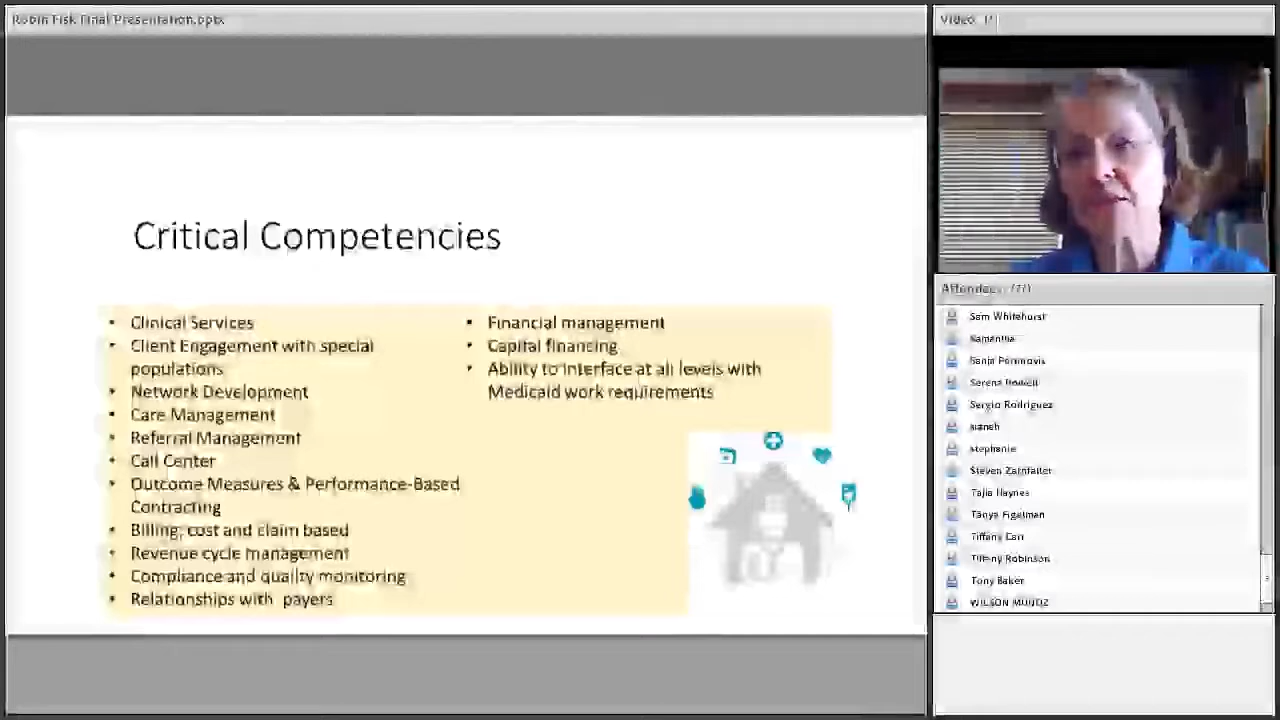 Robin Fisk Final Presentation.pptx
Critical Competencies
• Clinical Services
• Client Engagement with special
populations
• Network Development
• Care Management
• Referral Management
• Call Center
• Outcome Measures & Performance-Based
Contracting
• Billing, cost and claim based
• Revenue cycle management
• Compliance and quality monitoring
• Relationships with payers
• Financial management
• Capital financing
• Ability to interface at all levels with
Medicaid work requirements
Video
Attendees
Sam Whitehurst
Samantha
Sanja
Serena Howell
Sergio Rodriguez
stephanie
Steven Zarnfaller
Tajia Haynes
Tanya Figelman
Tiffany Carr
Tiffany Robinson
Tony Baker
WILSON MUNOZ